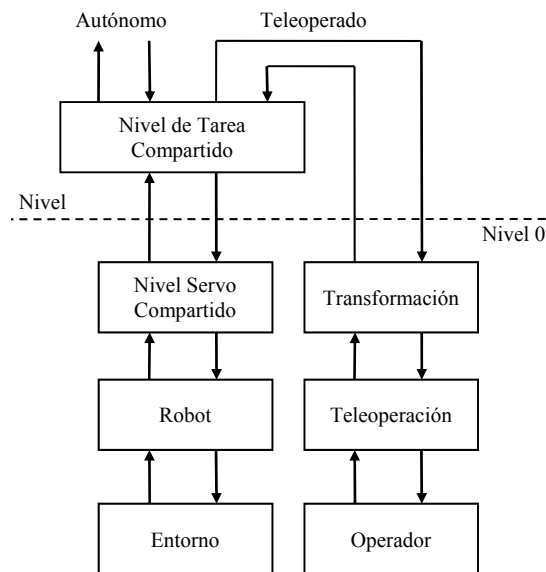 Autónomo
Teleoperado
Nivel de Tarea
Compartido
Nivel
Nivel 0
Nivel Servo
Compartido
Transformación
Robot
Teleoperación
Entorno
Operador